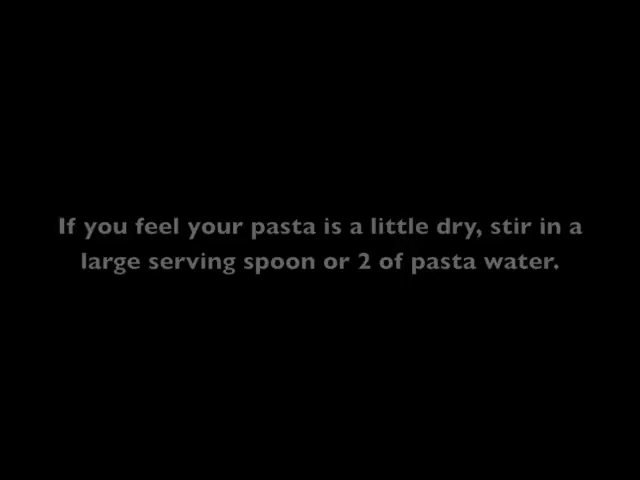 If you feel your pasta is a little dry, stir in a
large serving spoon or 2 of pasta water.